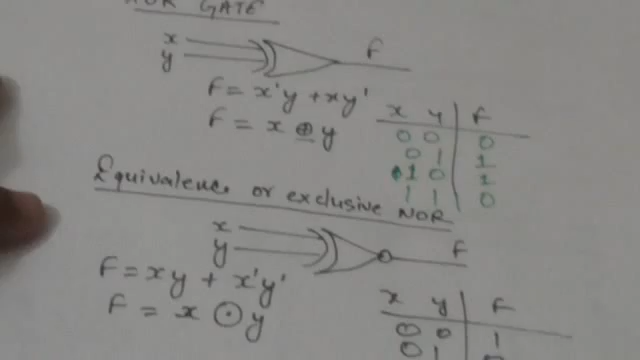 GATE
x F
y
F = x'y + xy'
F = x ⊕ y
x y F
0 0 0
0 1 1
1 0 1
1 1 0
Equivalence or exclusive NOR
x F
y
F = xy + x'y'
F = x ⊙ y
x y F
0 0 1
0 1